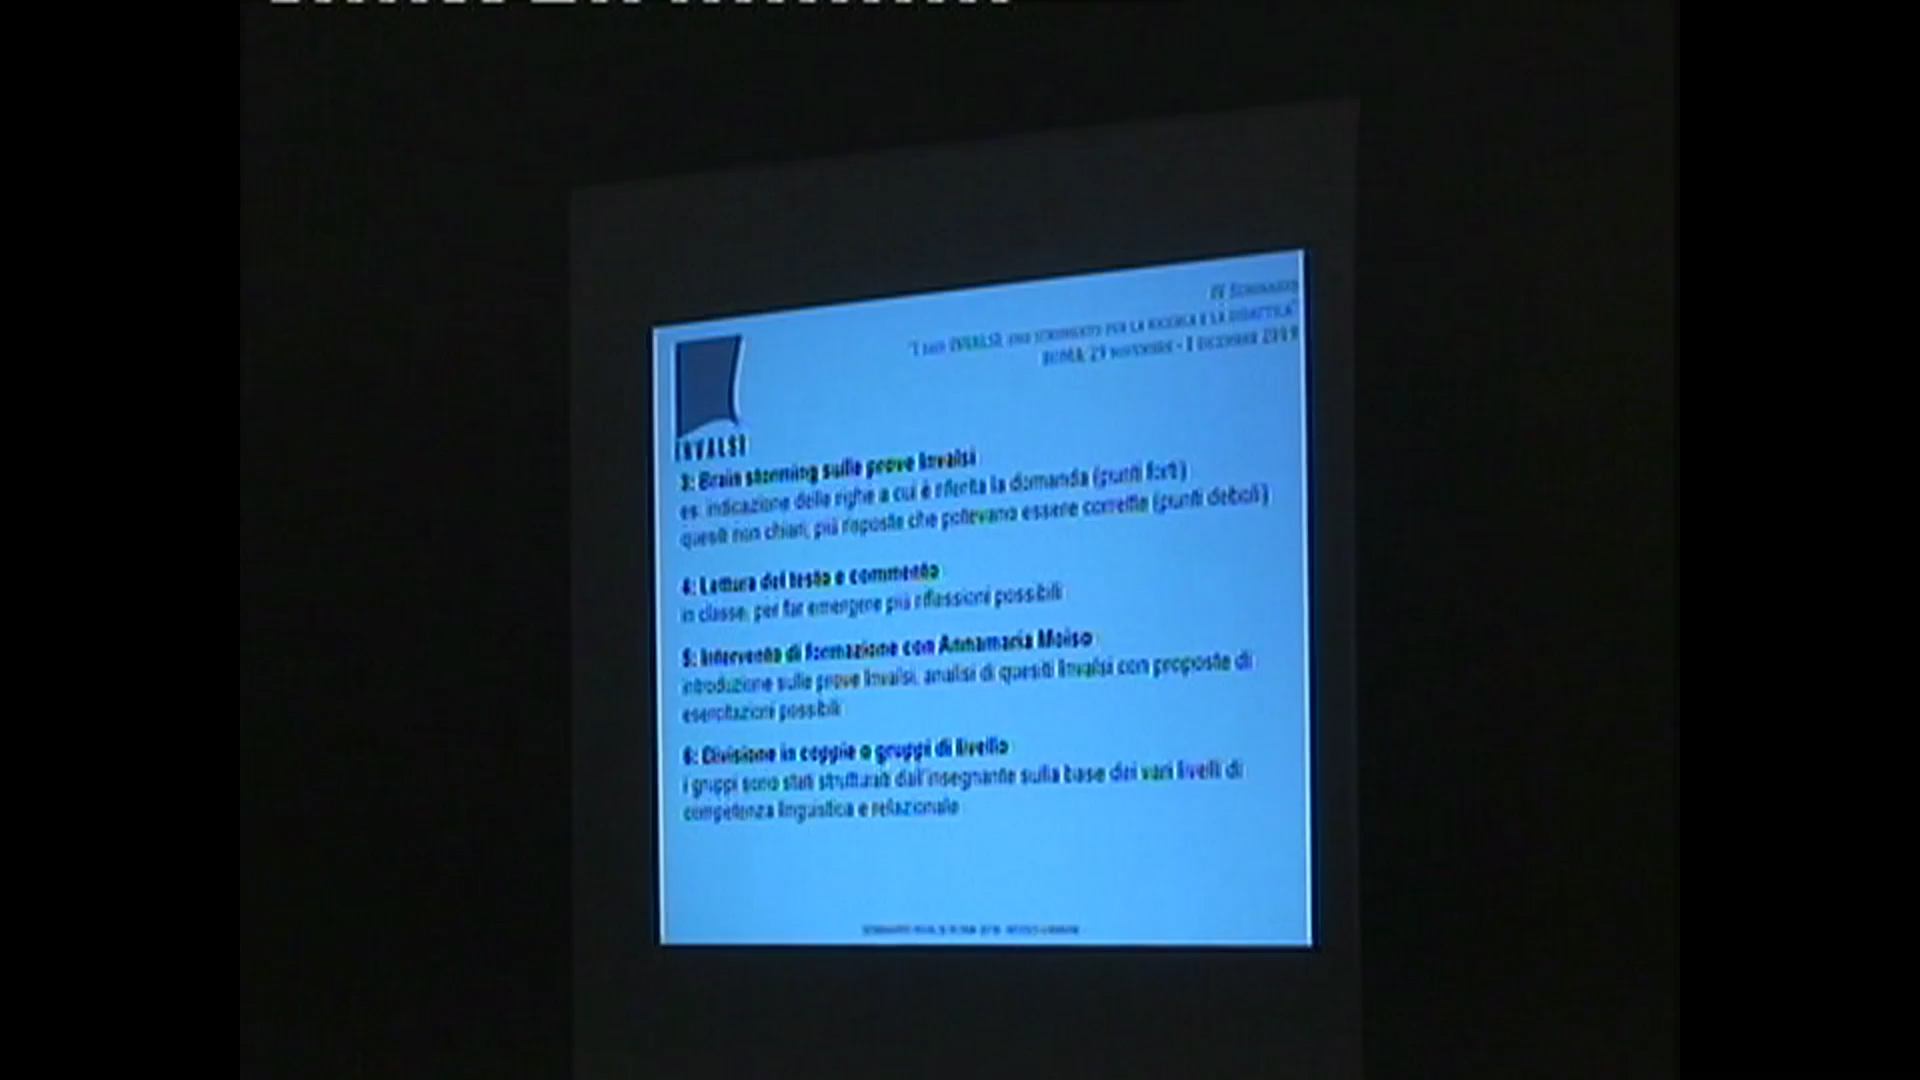 IV SEMINARIO
"I DATI INVALSI: UNO STRUMENTO PER LA RICERCA E LA DIDATTICA"
ROMA, 29 NOVEMBRE - 1 DICEMBRE 2019
INVALSI
3: Brain storming sulle prove Invalsi
es. indicazione delle righe a cui è riferita la domanda (punti forti)
quesiti non chiari, più risposte che potevano essere corrette (punti deboli)
4: Lettura del testo e commento
in classe, per far emergere più riflessioni possibili
5: Intervento di formazione con Annamaria Moiso
introduzione sulle prove Invalsi, analisi di quesiti Invalsi con proposte di
esercitazioni possibili
6: Divisione in coppie o gruppi di livello
i gruppi sono stati strutturati dall'insegnante sulla base dei vari livelli di
competenza linguistica e relazionale